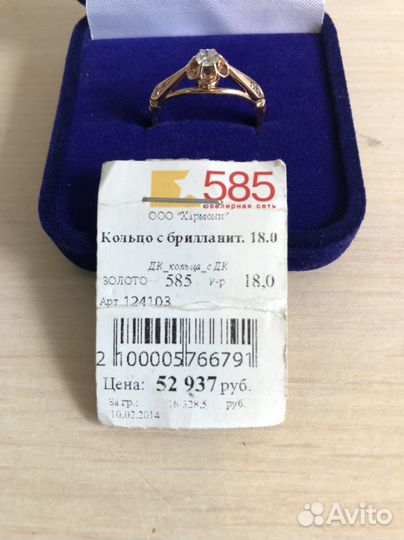 585
ювелирная сеть
ООО "Хармони"
Кольцо с бриллиант. 18.0
ДК_кольца_с ДК
ЗОЛОТО 585 Р-р 18,0
Арт 124103
2 100005766791
Цена: 52 937 руб.
За гр.: 16 328,5 руб.
10.02.2014
Avito